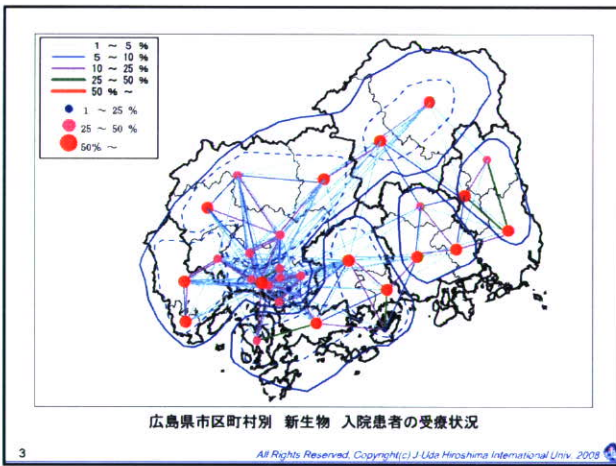 1 ～ 5 %
5 ～ 10 %
10 ～ 25 %
25 ～ 50 %
50 % ～
1 ～ 25 %
25 ～ 50 %
50% ～
広島県市区町村別 新生物 入院患者の受療状況
3
All Rights Reserved, Copyright(c) J-Uda Hiroshima International Univ. 2008